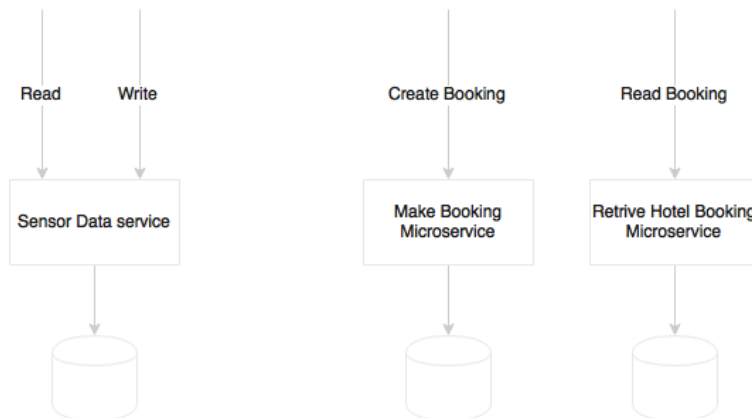 Read
Write
Create Booking
Read Booking
Sensor Data service
Make Booking
Microservice
Retrive Hotel Booking
Microservice